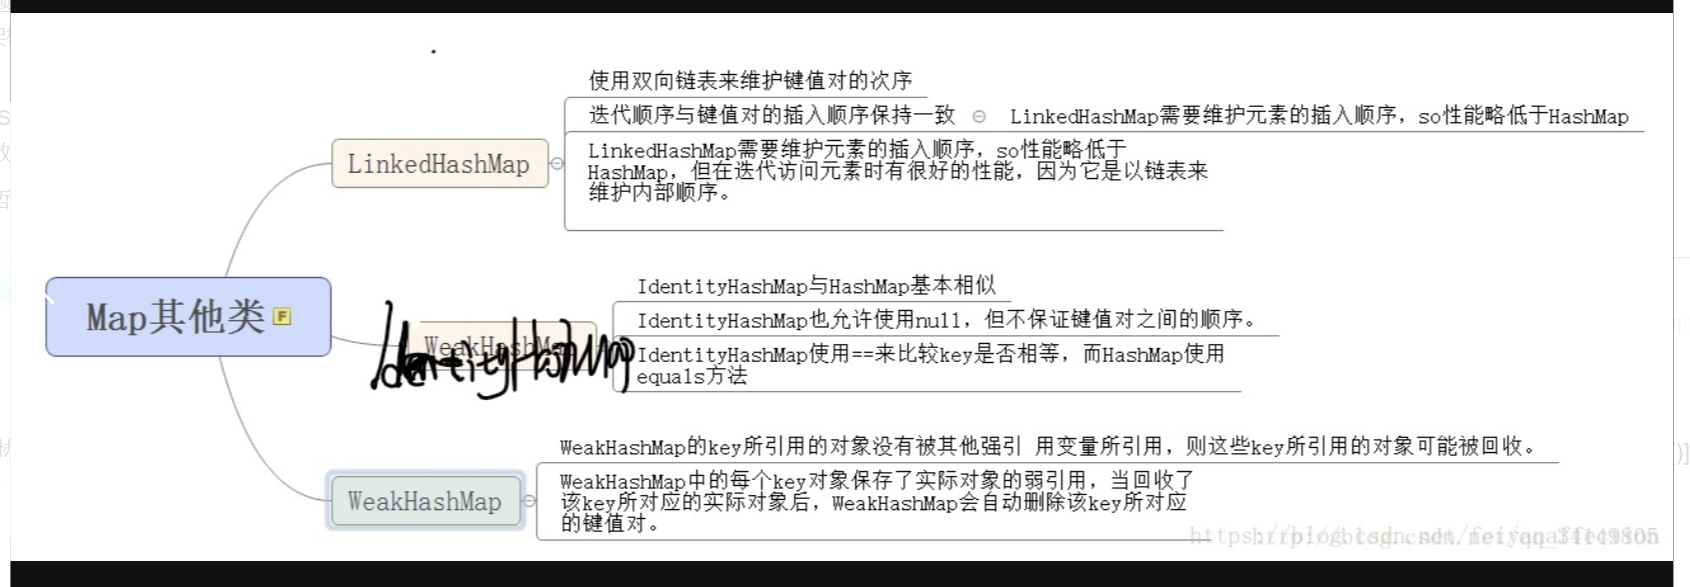 使用双向链表来维护键值对的次序
迭代顺序与键值对的插入顺序保持一致 LinkedHashMap需要维护元素的插入顺序，so性能略低于HashMap
LinkedHashMap
LinkedHashMap需要维护元素的插入顺序，so性能略低于
HashMap，但在迭代访问元素时有很好的性能，因为它是以链表来
维护内部顺序。
Map其他类 F
WeakHashMap
IdentityHashMap
IdentityHashMap与HashMap基本相似
IdentityHashMap也允许使用null，但不保证键值对之间的顺序。
IdentityHashMap使用==来比较key是否相等，而HashMap使用
equals方法
WeakHashMap
WeakHashMap的key所引用的对象没有被其他强引 用变量所引用，则这些key所引用的对象可能被回收。
WeakHashMap中的每个key对象保存了实际对象的弱引用，当回收了
该key所对应的实际对象后，WeakHashMap会自动删除该key所对应
的键值对。